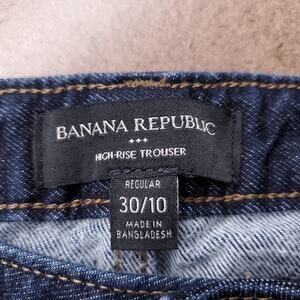 BANANA REPUBLIC
HIGH-RISE TROUSER
REGULAR
30/10
MADE IN
BANGLADESH